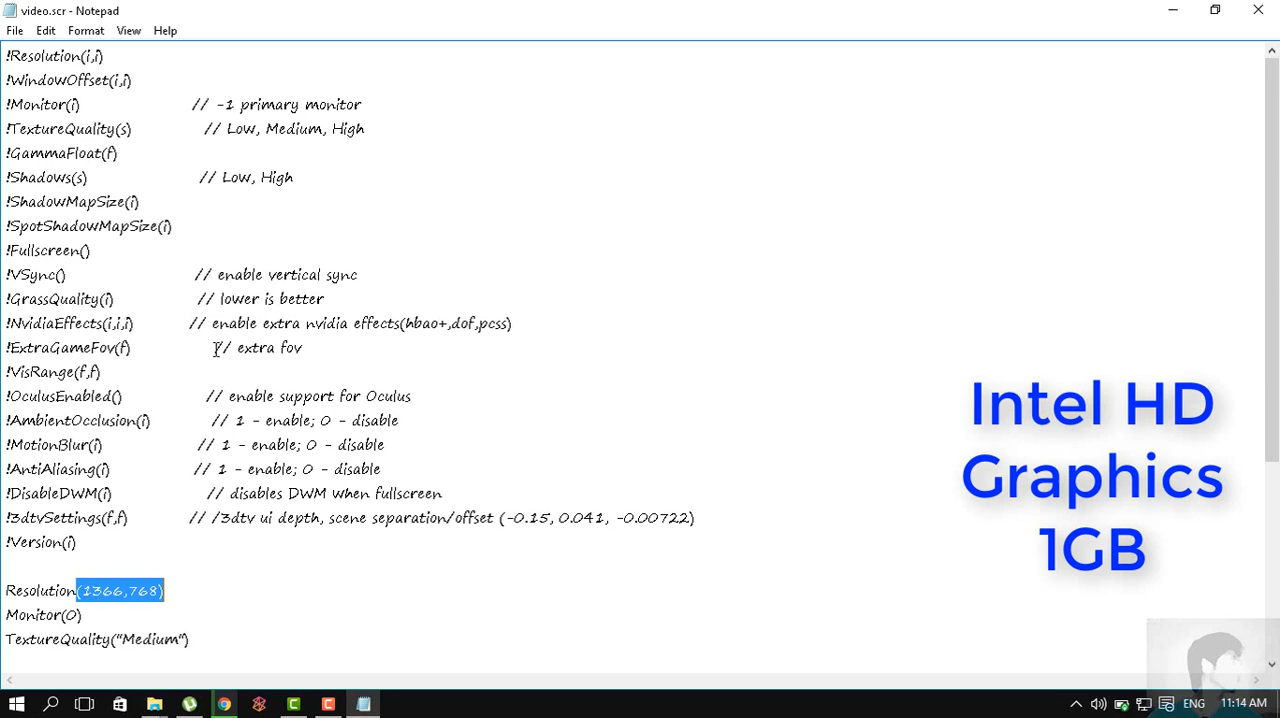 video.scr - Notepad
File Edit Format View Help
!Resolution(i,i)
!WindowOffset(i,i)
!Monitor(i) // -1 primary monitor
!TextureQuality(s) // Low, Medium, High
!GammaFloat(f)
!Shadows(s) // Low, High
!ShadowMapSize(i)
!SpotShadowMapSize(i)
!Fullscreen()
!VSync() // enable vertical sync
!GrassQuality(i) // lower is better
!NvidiaEffects(i,i,i) // enable extra nvidia effects(hbao+,dof,pcss)
!ExtraGameFov(f) // extra fov
!VisRange(f,f)
!OculusEnabled() // enable support for Oculus
!AmbientOcclusion(i) // 1 - enable; 0 - disable
!MotionBlur(i) // 1 - enable; 0 - disable
!AntiAliasing(i) // 1 - enable; 0 - disable
!DisableDWM(i) // disables DWM when fullscreen
!3dtvSettings(f,f) // /3dtv ui depth, scene separation/offset (-0.15, 0.041, -0.00722)
!Version(i)
Resolution(1366,768)
Monitor(0)
TextureQuality("Medium")
Intel HD
Graphics
1GB
ENG 11:14 AM